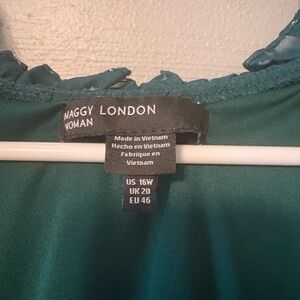 MAGGY LONDON
WOMAN
Made in Vietnam
Hecho en Vietnam
Fabriqué en
Vietnam
US 16W
UK 20
EU 46